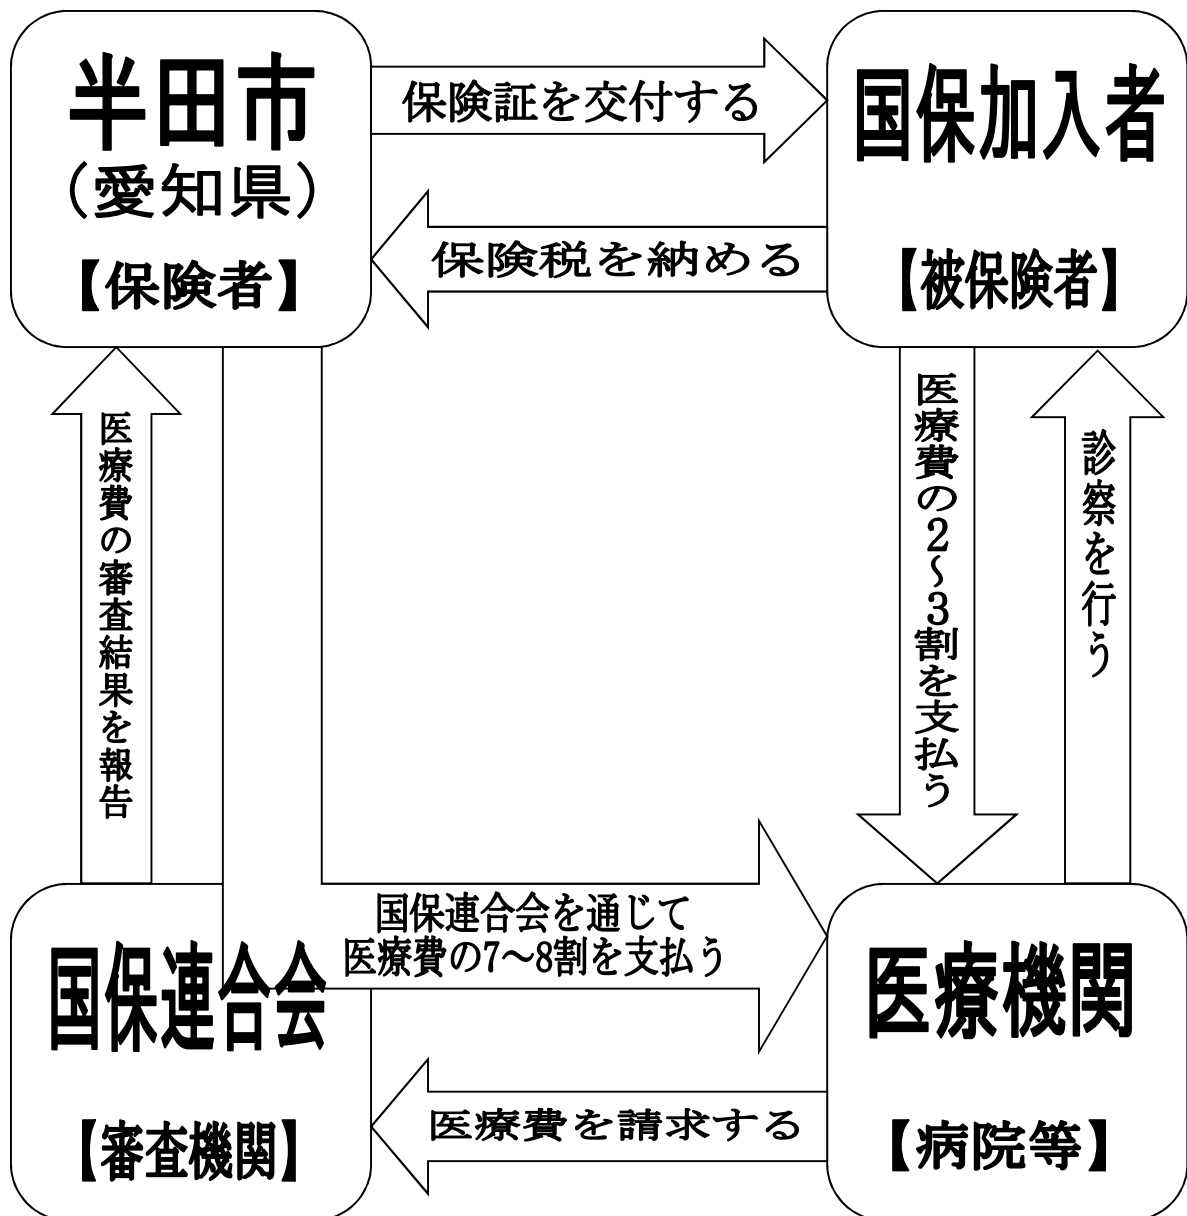 半田市
（愛知県）
【保険者】
保険証を交付する
保険税を納める
国保加入者
【被保険者】
医療費の審査結果を報告
医療費の2～3割を支払う
診察を行う
国保連合会を通じて
医療費の7～8割を支払う
国保連合会
【審査機関】
医療費を請求する
医療機関
【病院等】